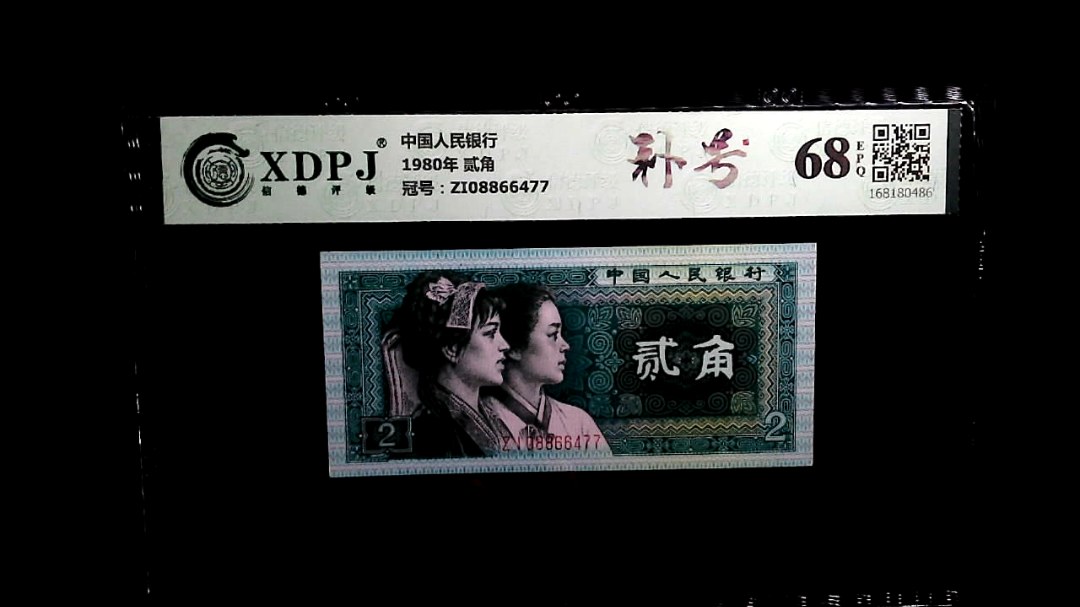 XDPJ®
信德评级
中国人民银行
1980年 贰角
冠号：ZI08866477
补号
68
EPQ
168180486
中国人民银行
贰角
2
2
ZI08866477